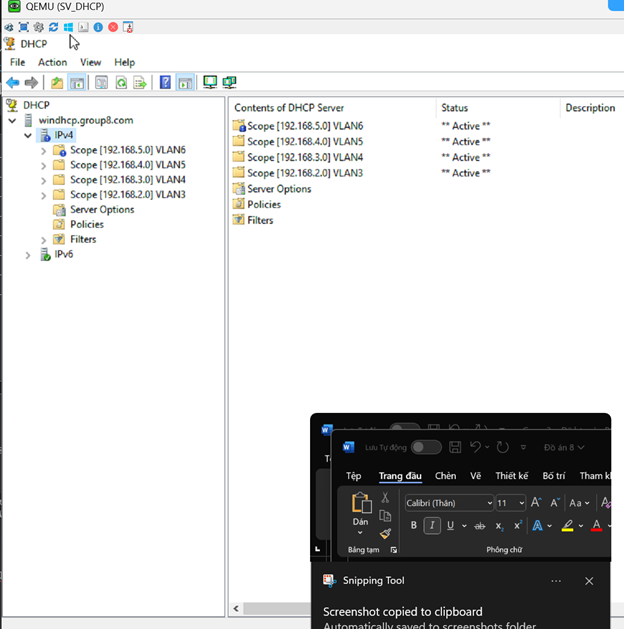 QEMU (SV_DHCP)
DHCP
File Action View Help
DHCP
windhcp.group8.com
IPv4
Scope [192.168.5.0] VLAN6
Scope [192.168.4.0] VLAN5
Scope [192.168.3.0] VLAN4
Scope [192.168.2.0] VLAN3
Server Options
Policies
Filters
IPv6
Contents of DHCP Server Status Description
Scope [192.168.5.0] VLAN6 ** Active **
Scope [192.168.4.0] VLAN5 ** Active **
Scope [192.168.3.0] VLAN4 ** Active **
Scope [192.168.2.0] VLAN3 ** Active **
Server Options
Policies
Filters
Lưu Tự động Đồ án 8
Tệp Trang đầu Chèn Vẽ Thiết kế Bố trí Tham
Dán
Calibri (Thân) 11 Aa
B I U ab x₂ x² A A
Bảng tạm Phông chữ
Snipping Tool
Screenshot copied to clipboard
Automatically saved to screenshots folder